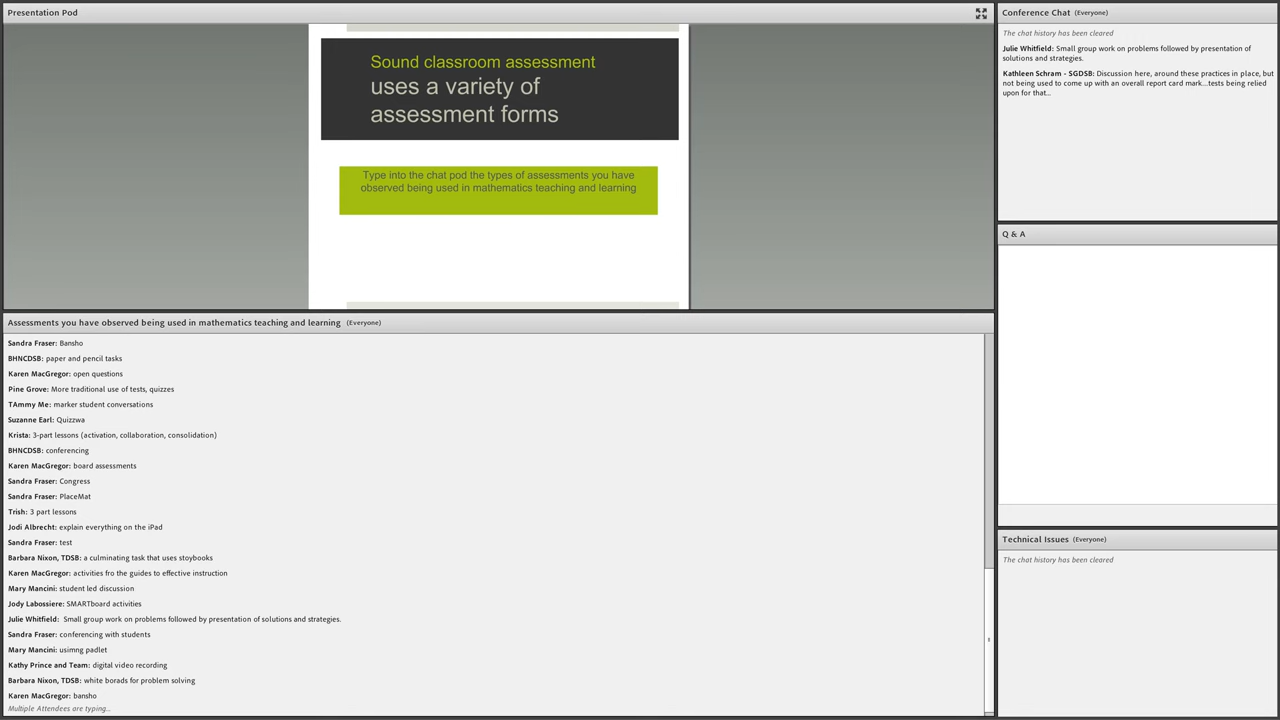 Presentation Pod
Sound classroom assessment
uses a variety of
assessment forms
Type into the chat pod the types of assessments you have
observed being used in mathematics teaching and learning
Assessments you have observed being used in mathematics teaching and learning (Everyone)
Sandra Fraser: Bansho
BHNCDSB: paper and pencil tasks
Karen MacGregor: open questions
Pine Grove: More traditional use of tests, quizzes
TAmmy Me: marker student conversations
Suzanne Earl: Quizzwa
Krista: 3-part lessons (activation, collaboration, consolidation)
BHNCDSB: conferencing
Karen MacGregor: board assessments
Sandra Fraser: Congress
Sandra Fraser: PlaceMat
Trish: 3 part lessons
Jodi Albrecht: explain everything on the iPad
Sandra Fraser: test
Barbara Nixon, TDSB: a culminating task that uses stoybooks
Karen MacGregor: activities fro the guides to effective instruction
Mary Mancini: student led discussion
Jody Labossiere: SMARTboard activities
Julie Whitfield: Small group work on problems followed by presentation of solutions and strategies.
Sandra Fraser: conferencing with students
Mary Mancini: usimng padlet
Kathy Prince and Team: digital video recording
Barbara Nixon, TDSB: white borads for problem solving
Karen MacGregor: bansho
Multiple Attendees are typing...
Conference Chat (Everyone)
The chat history has been cleared
Julie Whitfield: Small group work on problems followed by presentation of
solutions and strategies.
Kathleen Schram - SGDSB: Discussion here, around these practices in place, but
not being used to come up with an overall report card mark...tests being relied
upon for that...
Q & A
Technical Issues (Everyone)
The chat history has been cleared